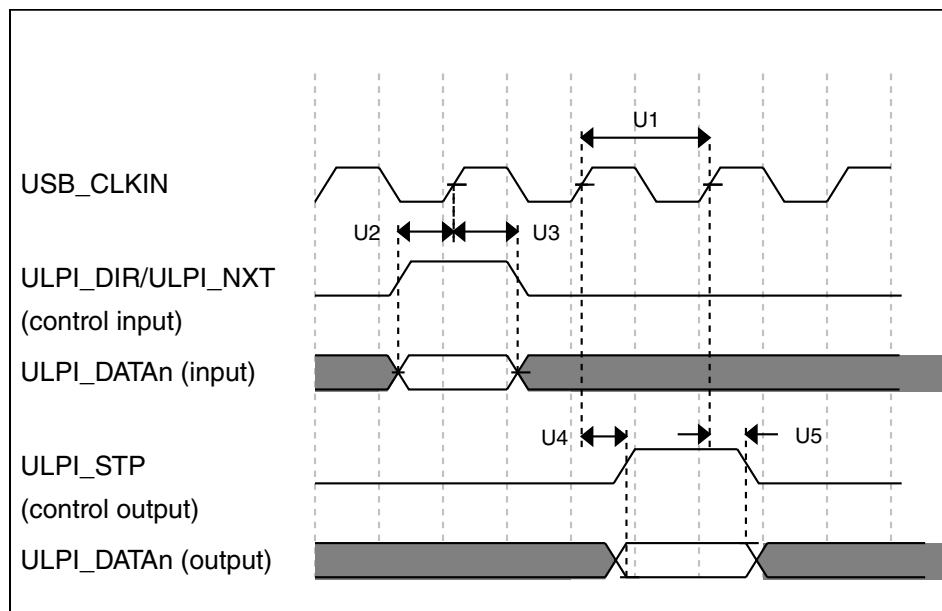 U1
USB_CLKIN
U2
U3
ULPI_DIR/ULPI_NXT
(control input)
ULPI_DATAn (input)
U4
U5
ULPI_STP
(control output)
ULPI_DATAn (output)